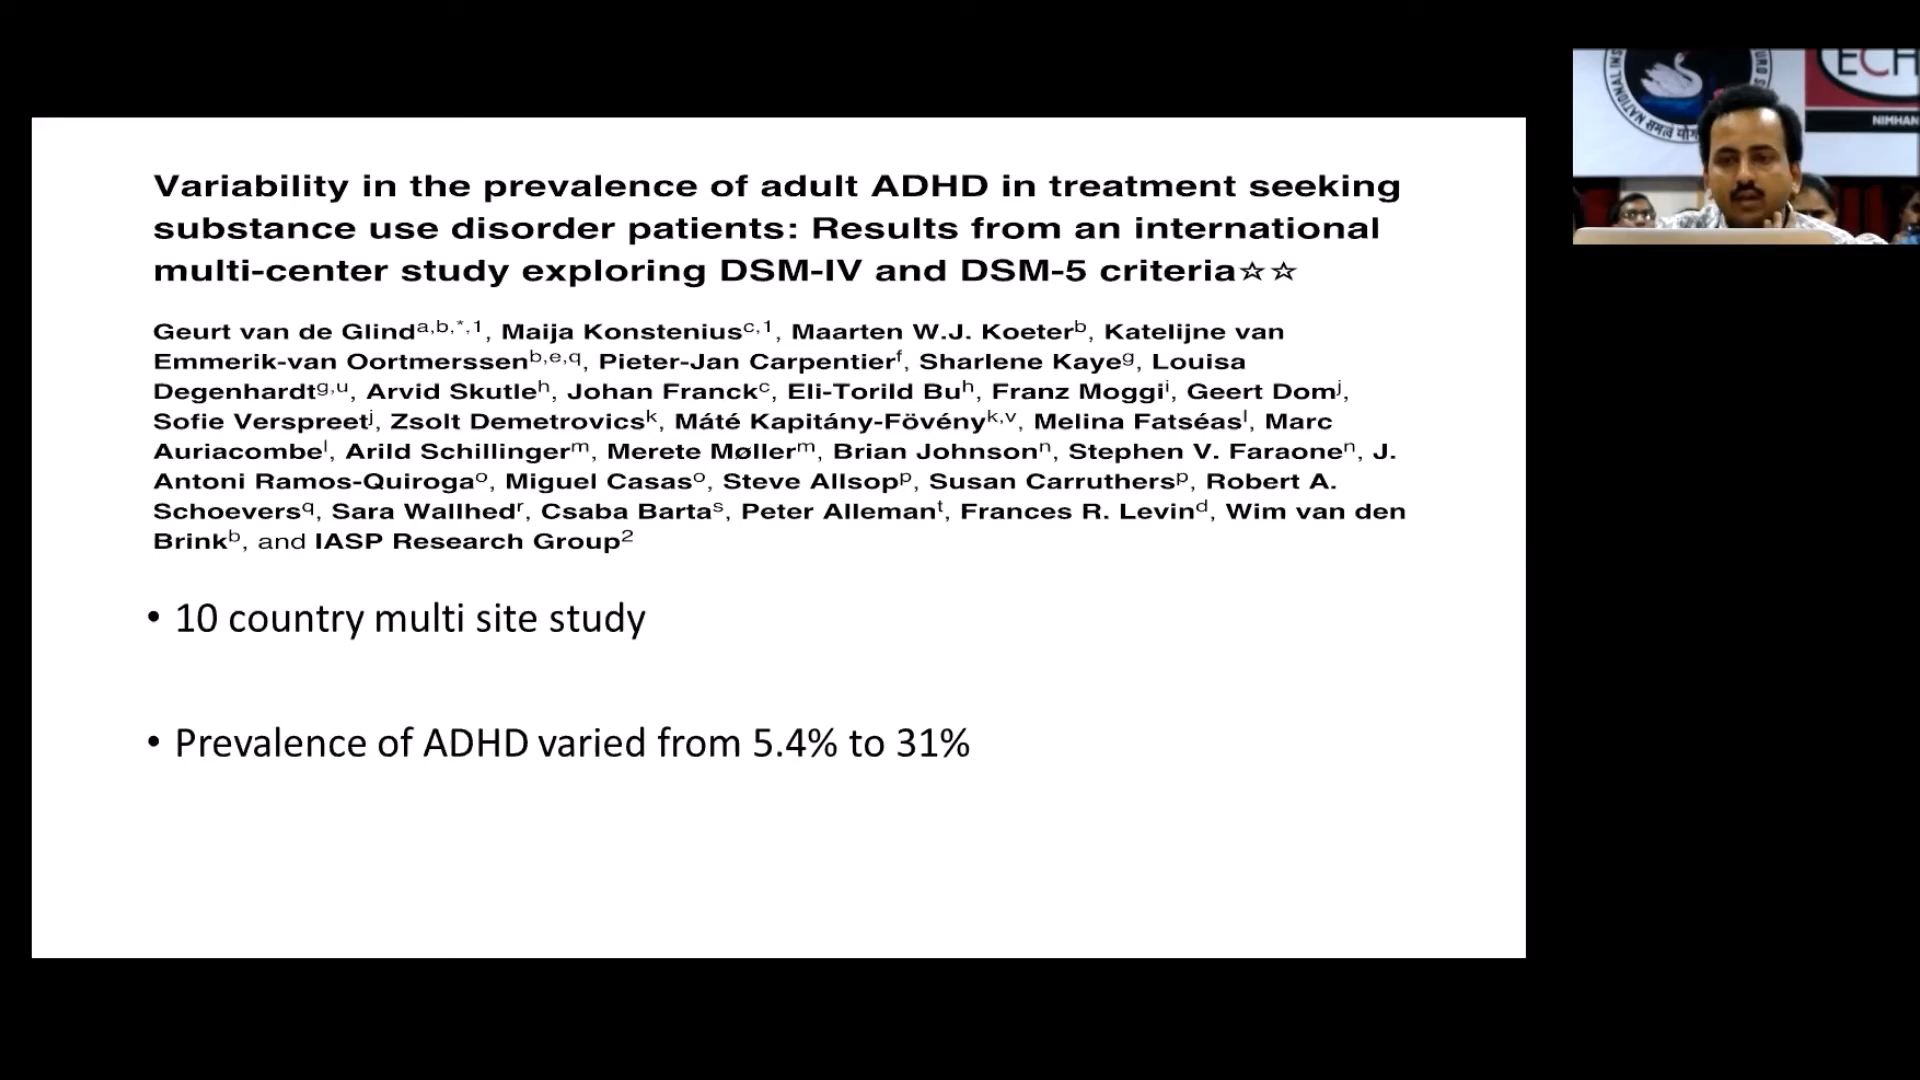 Variability in the prevalence of adult ADHD in treatment seeking
substance use disorder patients: Results from an international
multi-center study exploring DSM-IV and DSM-5 criteria☆☆
Geurt van de Glinda,b,*,1, Maija Konsteniusc,1, Maarten W.J. Koeterb, Katelijne van
Emmerik-van Oortmerssenb,e,q, Pieter-Jan Carpentierf, Sharlene Kayeg, Louisa
Degenhardtg,u, Arvid Skutleh, Johan Franckc, Eli-Torild Buh, Franz Moggii, Geert Domj,
Sofie Verspreetj, Zsolt Demetrovicsk, Máté Kapitány-Fövényk,v, Melina Fatséasl, Marc
Auriacombel, Arild Schillingerm, Merete Møllerm, Brian Johnsonn, Stephen V. Faraonen, J.
Antoni Ramos-Quirogao, Miguel Casaso, Steve Allsopp, Susan Carruthersp, Robert A.
Schoeversq, Sara Wallhedr, Csaba Bartas, Peter Allemant, Frances R. Levind, Wim van den
Brinkb, and IASP Research Group2
• 10 country multi site study
• Prevalence of ADHD varied from 5.4% to 31%
ECH
NIMHAN
NATIONAL INS
URO S
समत्वं यो